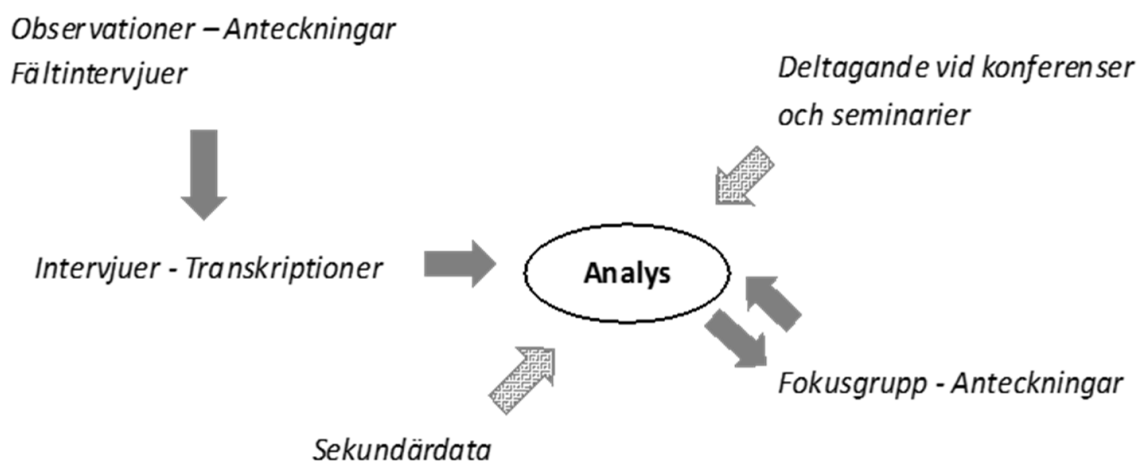 Observationer – Anteckningar
Fältintervjuer
Deltagande vid konferenser
och seminarier
Intervjuer - Transkriptioner
Analys
Fokusgrupp - Anteckningar
Sekundärdata